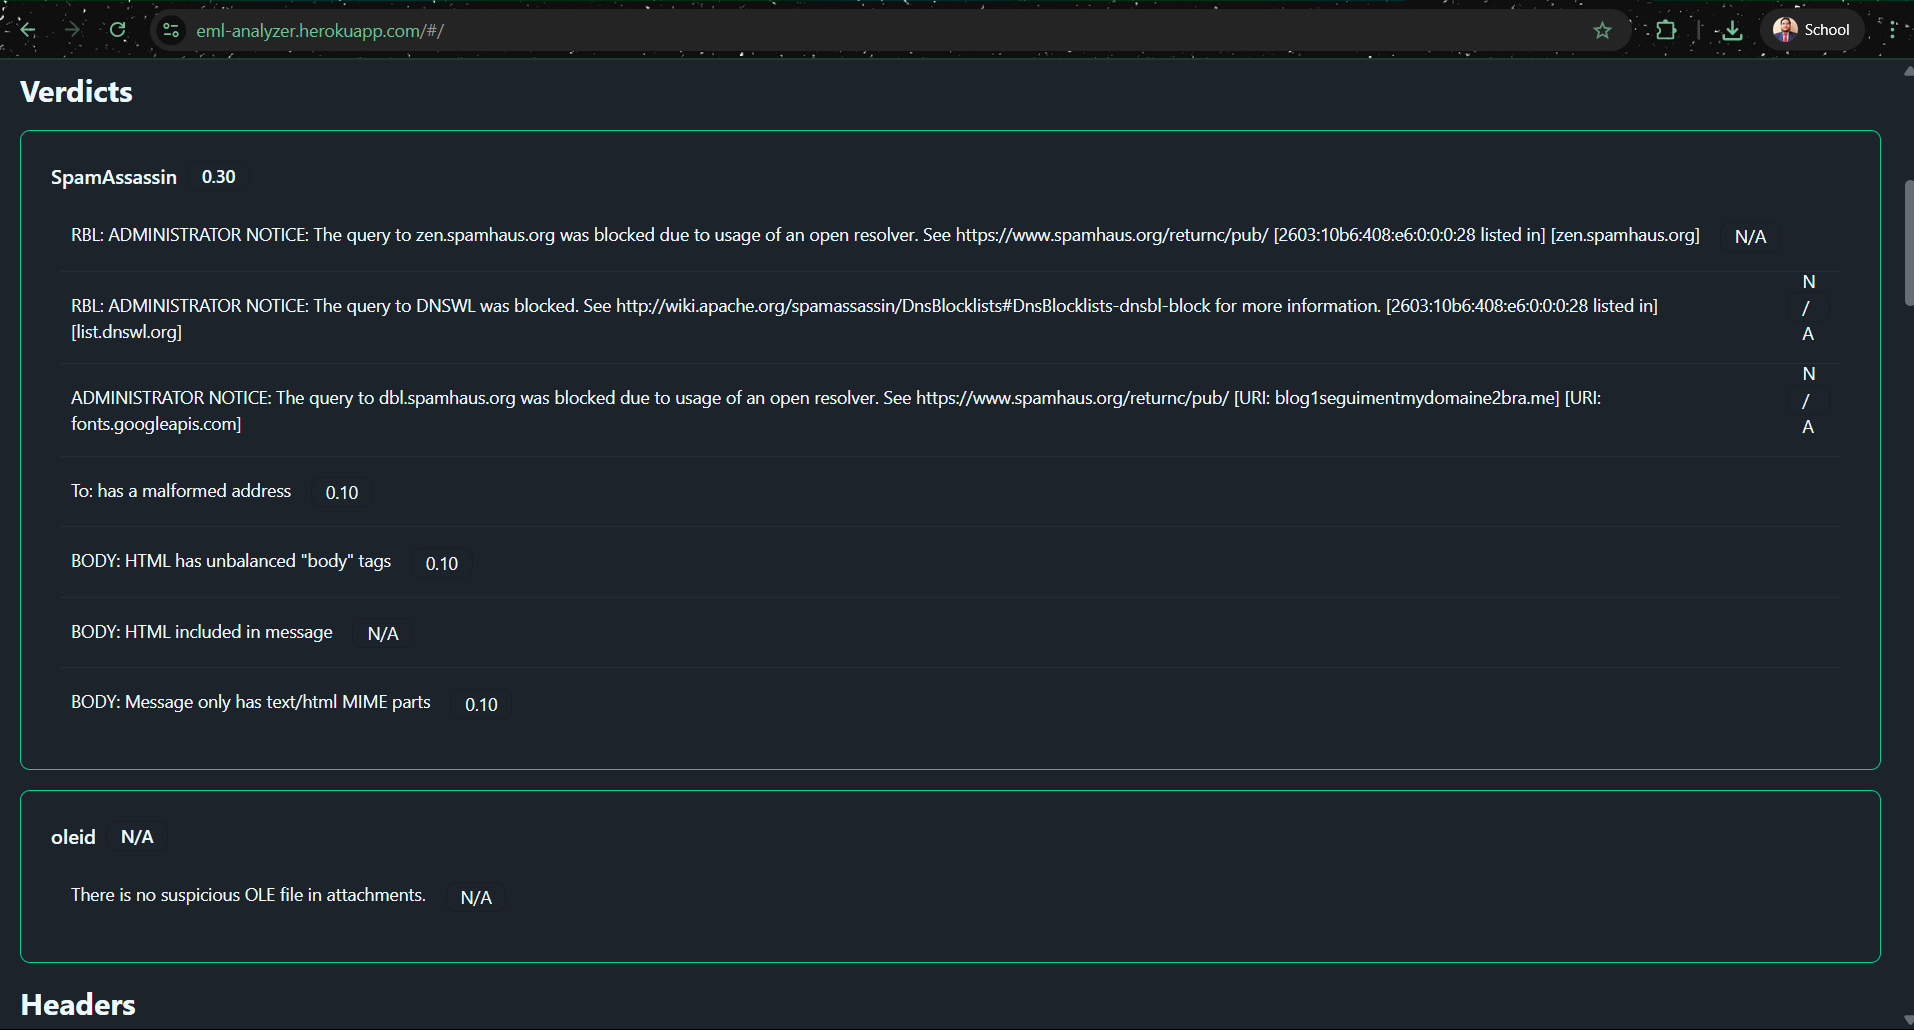 eml-analyzer.herokuapp.com/#/
School
Verdicts
SpamAssassin 0.30
RBL: ADMINISTRATOR NOTICE: The query to zen.spamhaus.org was blocked due to usage of an open resolver. See https://www.spamhaus.org/returnc/pub/ [2603:10b6:408:e6:0:0:0:28 listed in] [zen.spamhaus.org] N/A
RBL: ADMINISTRATOR NOTICE: The query to DNSWL was blocked. See http://wiki.apache.org/spamassassin/DnsBlocklists#DnsBlocklists-dnsbl-block for more information. [2603:10b6:408:e6:0:0:0:28 listed in]
[list.dnswl.org]
N
/
A
ADMINISTRATOR NOTICE: The query to dbl.spamhaus.org was blocked due to usage of an open resolver. See https://www.spamhaus.org/returnc/pub/ [URI: blog1seguimentmydomaine2bra.me] [URI:
fonts.googleapis.com]
N
/
A
To: has a malformed address 0.10
BODY: HTML has unbalanced "body" tags 0.10
BODY: HTML included in message N/A
BODY: Message only has text/html MIME parts 0.10
oleid N/A
There is no suspicious OLE file in attachments. N/A
Headers